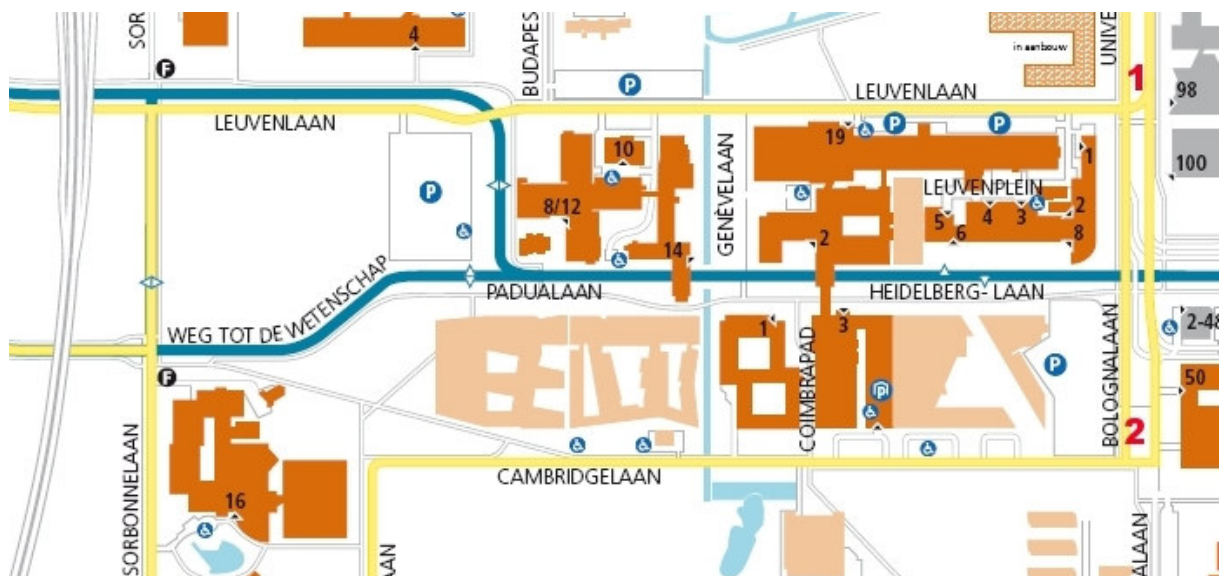 SOR
4
BUDAPES
UNIVE
in aanbouw
F
P
1
98
LEUVENLAAN
LEUVENLAAN
P
P
19
10
1
100
GENÈVELAAN
LEUVENPLEIN
P
8/12
5
4
3
2
2
6
8
14
PADUALAAN
HEIDELBERG- LAAN
WEG TOT DE WETENSCHAP
1
3
2-48
COIMBRAPAD
BOLOGNALAAN
P
F
50
P
2
SORBONNELAAN
CAMBRIDGELAAN
16
AAN
ALAAN